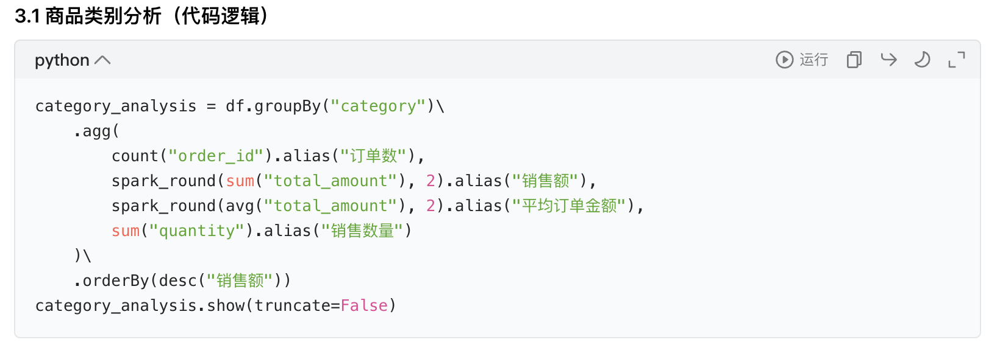 3.1 商品类别分析（代码逻辑）
python
运行
category_analysis = df.groupBy("category")\
    .agg(
        count("order_id").alias("订单数"),
        spark_round(sum("total_amount"), 2).alias("销售额"),
        spark_round(avg("total_amount"), 2).alias("平均订单金额"),
        sum("quantity").alias("销售数量")
    )\
    .orderBy(desc("销售额"))
category_analysis.show(truncate=False)